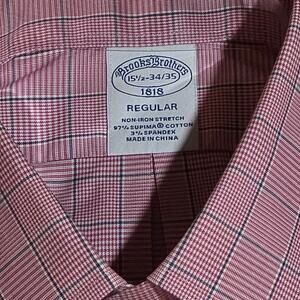 Brooks Brothers
15½-34/35
1818
REGULAR
NON-IRON STRETCH
97% SUPIMA® COTTON
3% SPANDEX
MADE IN CHINA